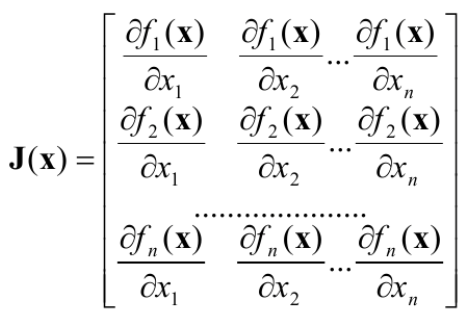 J(x) = [ ∂f₁(x)/∂x₁ ∂f₁(x)/∂x₂ ... ∂f₁(x)/∂xₙ
∂f₂(x)/∂x₁ ∂f₂(x)/∂x₂ ... ∂f₂(x)/∂xₙ
.....................
∂fₙ(x)/∂x₁ ∂fₙ(x)/∂x₂ ... ∂fₙ(x)/∂xₙ ]